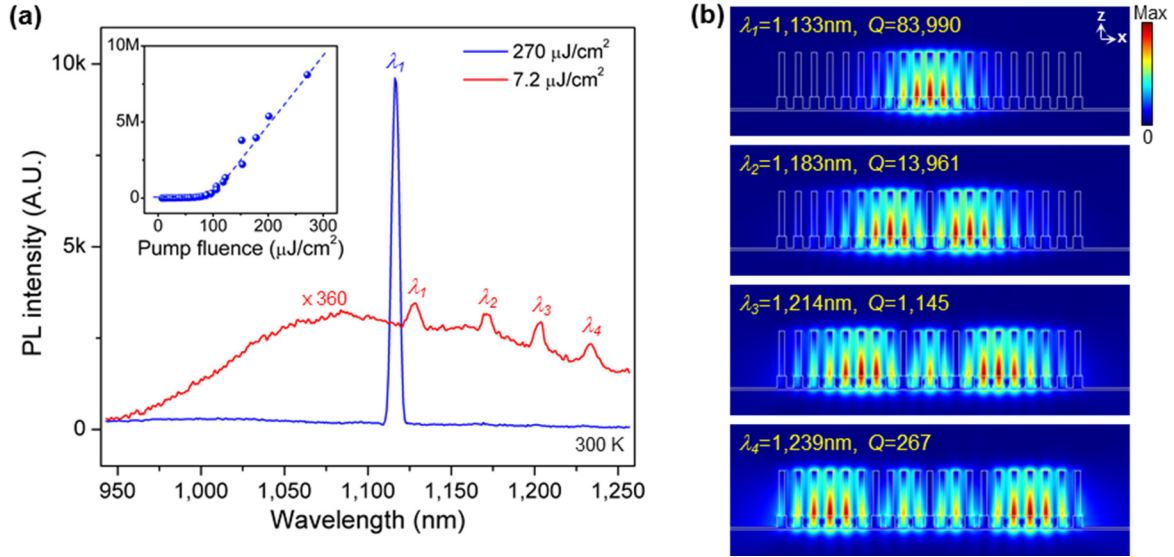 (a)
10k
5k
0
PL intensity (A.U.)
950
1,000
1,050
1,100
1,150
1,200
1,250
Wavelength (nm)
270 μJ/cm²
7.2 μJ/cm²
λ₁
x 360
λ₁
λ₂
λ₃
λ₄
300 K
10M
5M
0
0
100
200
300
Pump fluence (μJ/cm²)
(b)
λ₁=1,133nm, Q=83,990
z
x
Max
0
λ₂=1,183nm, Q=13,961
λ₃=1,214nm, Q=1,145
λ₄=1,239nm, Q=267